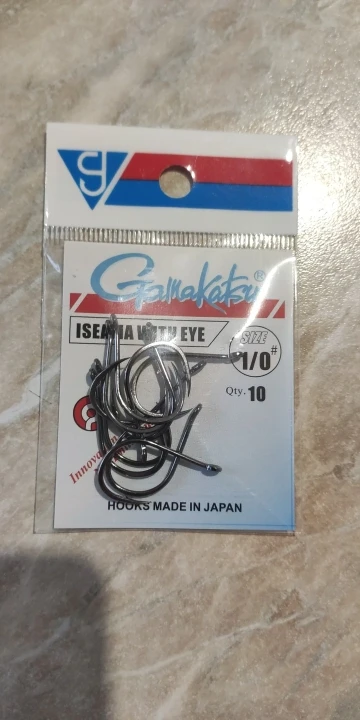 Gamakatsu®
ISEAMA WITH EYE
SIZE
1/0#
Qty. 10
HOOKS MADE IN JAPAN